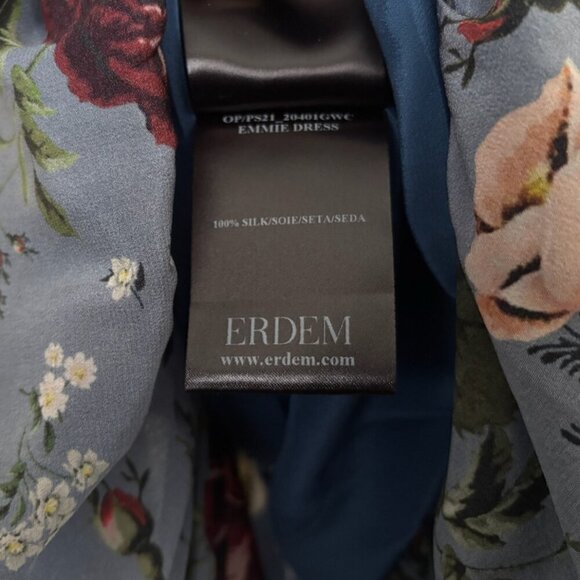 OP/PS21_20401GWC
EMMIE DRESS
100% SILK/SOIE/SETA/SEDA
ERDEM
www.erdem.com